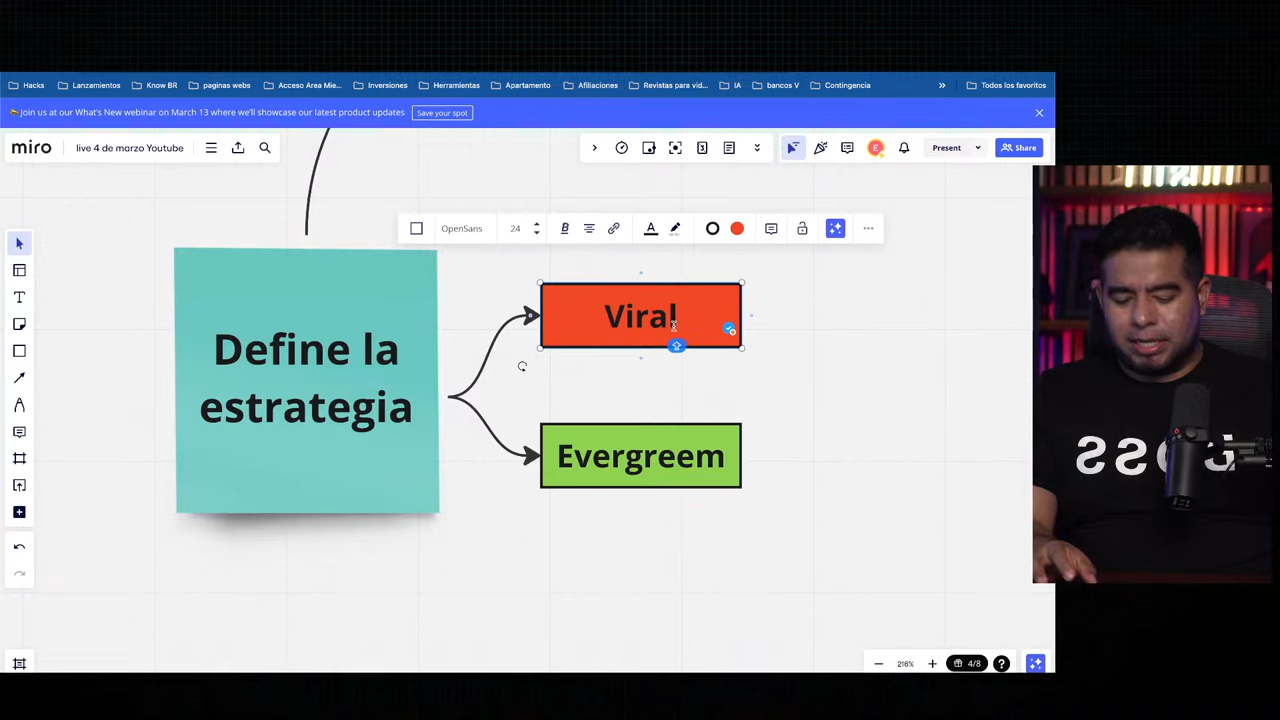 Hacks Lanzamientos Know BR paginas webs Acceso Area Mie... Inversiones Herramientas Apartamento Afiliaciones Revistas para vid... IA bancos V Contingencia » Todos los favoritos
Join us at our What's New webinar on March 13 where we'll showcase our latest product updates Save your spot
miro live 4 de marzo Youtube 3 E Present Share
OpenSans 24 B A
Define la
estrategia
Viral
Evergreem
216% 4/8 ?